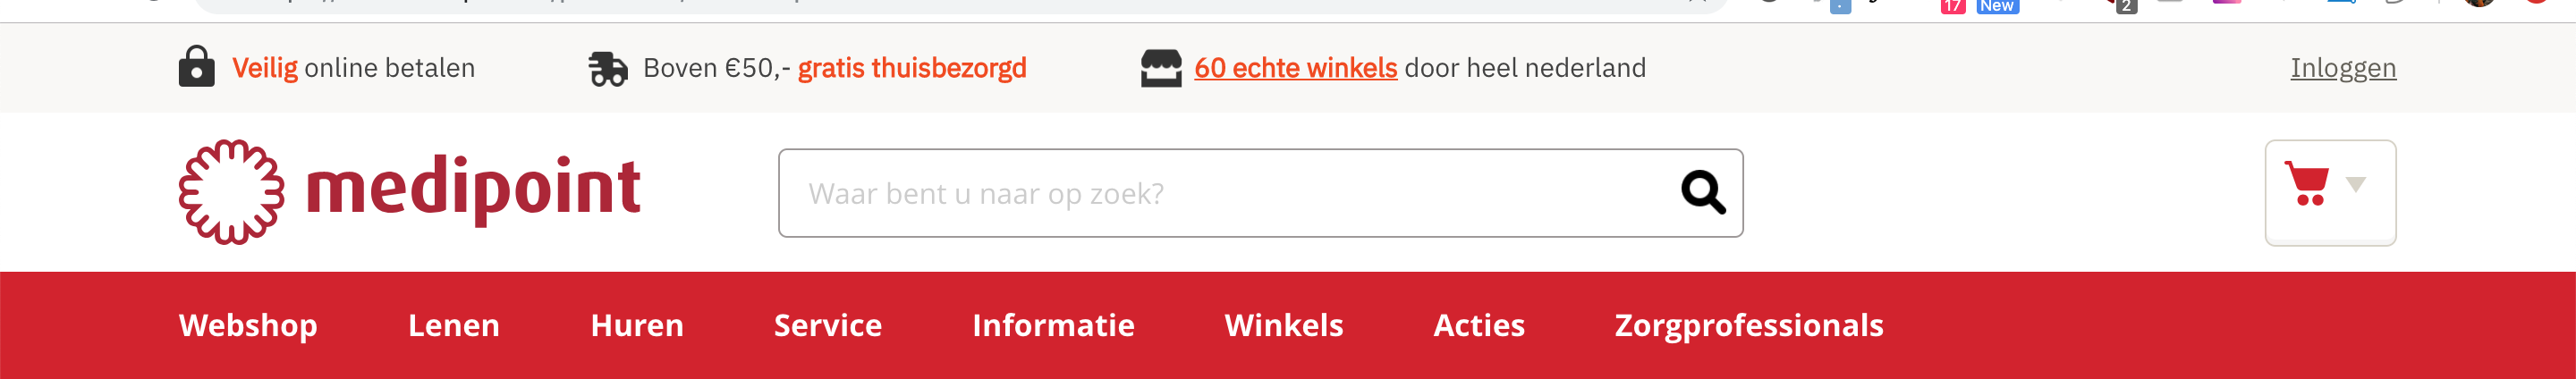 17 New 2
Veilig online betalen
Boven €50,- gratis thuisbezorgd
60 echte winkels door heel nederland
Inloggen
medipoint
Waar bent u naar op zoek?
Webshop Lenen Huren Service Informatie Winkels Acties Zorgprofessionals